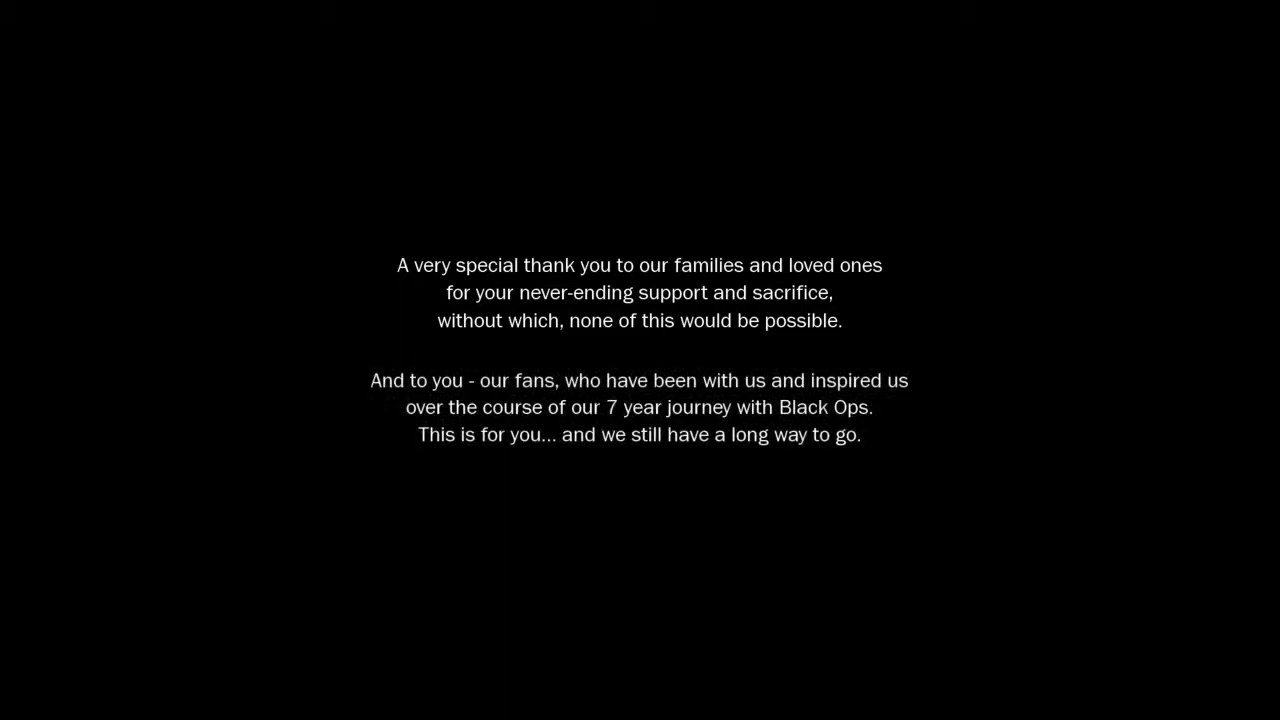 A very special thank you to our families and loved ones
for your never-ending support and sacrifice,
without which, none of this would be possible.
And to you - our fans, who have been with us and inspired us
over the course of our 7 year journey with Black Ops.
This is for you... and we still have a long way to go.